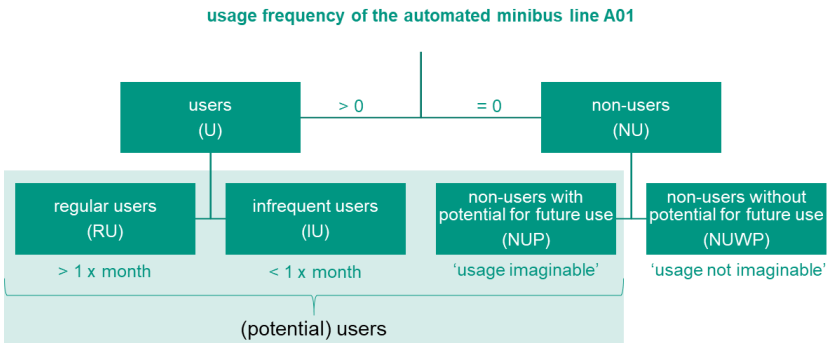 usage frequency of the automated minibus line A01
users
(U)
> 0
= 0
non-users
(NU)
regular users
(RU)
infrequent users
(IU)
non-users with
potential for future use
(NUP)
non-users without
potential for future use
(NUWP)
> 1 x month
< 1 x month
‘usage imaginable’
‘usage not imaginable’
(potential) users